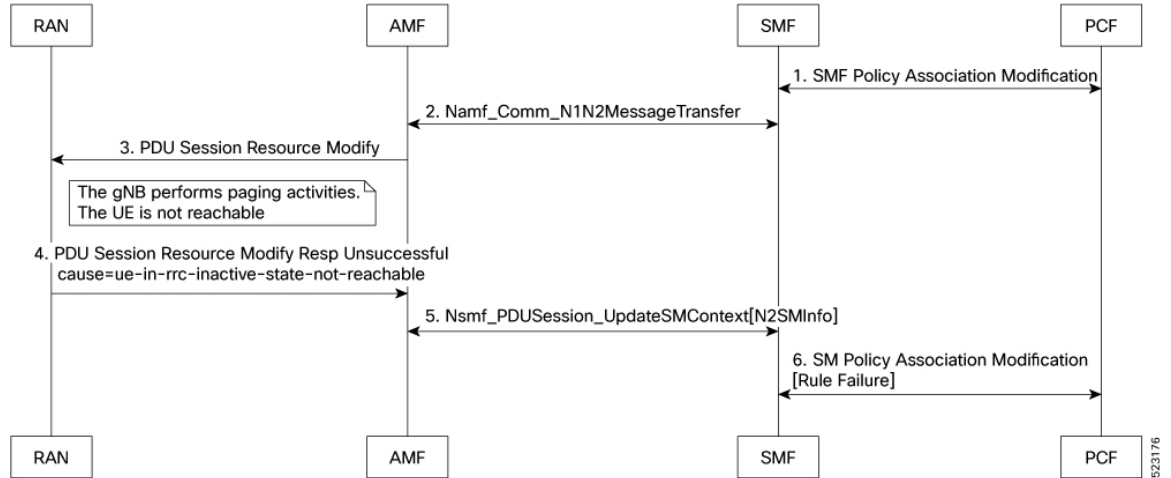 RAN
AMF
SMF
PCF
1. SMF Policy Association Modification
2. Namf_Comm_N1N2MessageTransfer
3. PDU Session Resource Modify
The gNB performs paging activities.
The UE is not reachable
4. PDU Session Resource Modify Resp Unsuccessful
cause=ue-in-rrc-inactive-state-not-reachable
5. Nsmf_PDUSession_UpdateSMContext[N2SMInfo]
6. SM Policy Association Modification
[Rule Failure]
RAN
AMF
SMF
PCF
523176